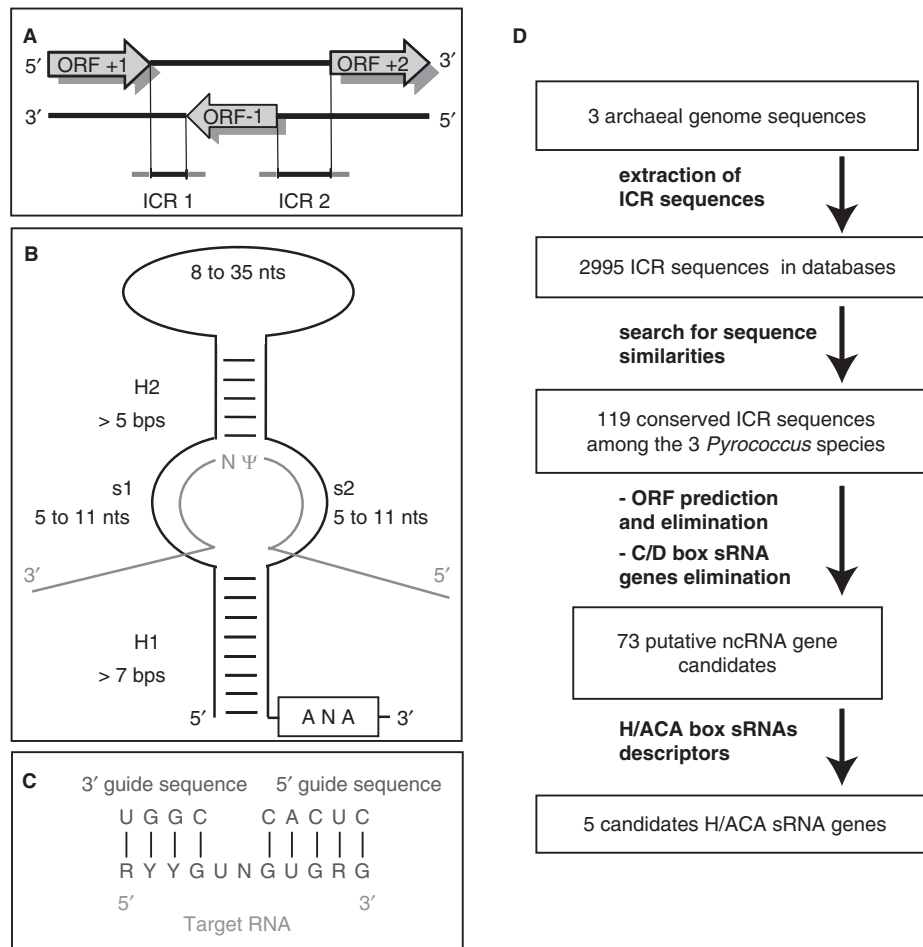 A
5′ ORF +1 ORF +2 3′
3′ ORF-1 5′
ICR 1 ICR 2
B
8 to 35 nts
H2
> 5 bps
N Ψ
s1 s2
5 to 11 nts 5 to 11 nts
3′ 5′
H1
> 7 bps
5′ A N A 3′
C
3′ guide sequence 5′ guide sequence
U G G C C A C U C
R Y Y G U N G U G R G
5′ 3′
Target RNA
D
3 archaeal genome sequences
extraction of
ICR sequences
2995 ICR sequences in databases
search for sequence
similarities
119 conserved ICR sequences
among the 3 Pyrococcus species
- ORF prediction
and elimination
- C/D box sRNA
genes elimination
73 putative ncRNA gene
candidates
H/ACA box sRNAs
descriptors
5 candidates H/ACA sRNA genes